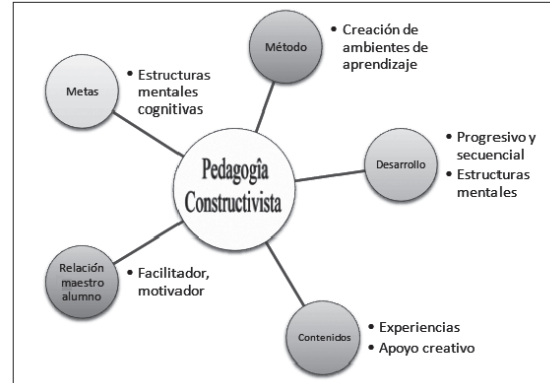 Método
• Creación de
ambientes de
aprendizaje
Metas
• Estructuras
mentales
cognitivas
Pedagogîa
Constructivista
Desarrollo
• Progresivo y
secuencial
• Estructuras
mentales
Relación
maestro
alumno
• Facilitador,
motivador
Contenidos
• Experiencias
• Apoyo creativo